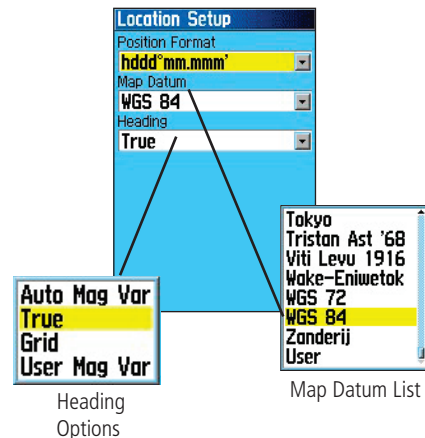 Location Setup
Position Format
hddd°mm.mmm'
Map Datum
WGS 84
Heading
True
Tokyo
Tristan Ast '68
Viti Levu 1916
Wake-Eniwetok
WGS 72
WGS 84
Zanderij
User
Map Datum List
Auto Mag Var
True
Grid
User Mag Var
Heading
Options